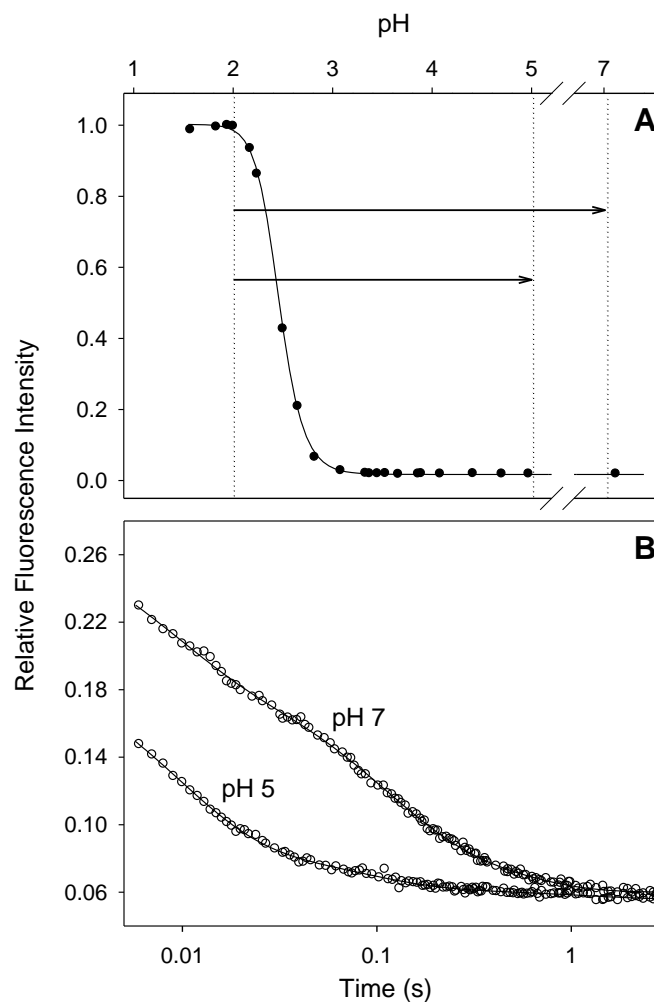 pH
1 2 3 4 5 7
A
1.0
0.8
0.6
0.4
0.2
0.0
Relative Fluorescence Intensity
B
0.26
0.22
0.18
0.14
0.10
0.06
pH 7
pH 5
0.01 0.1 1
Time (s)